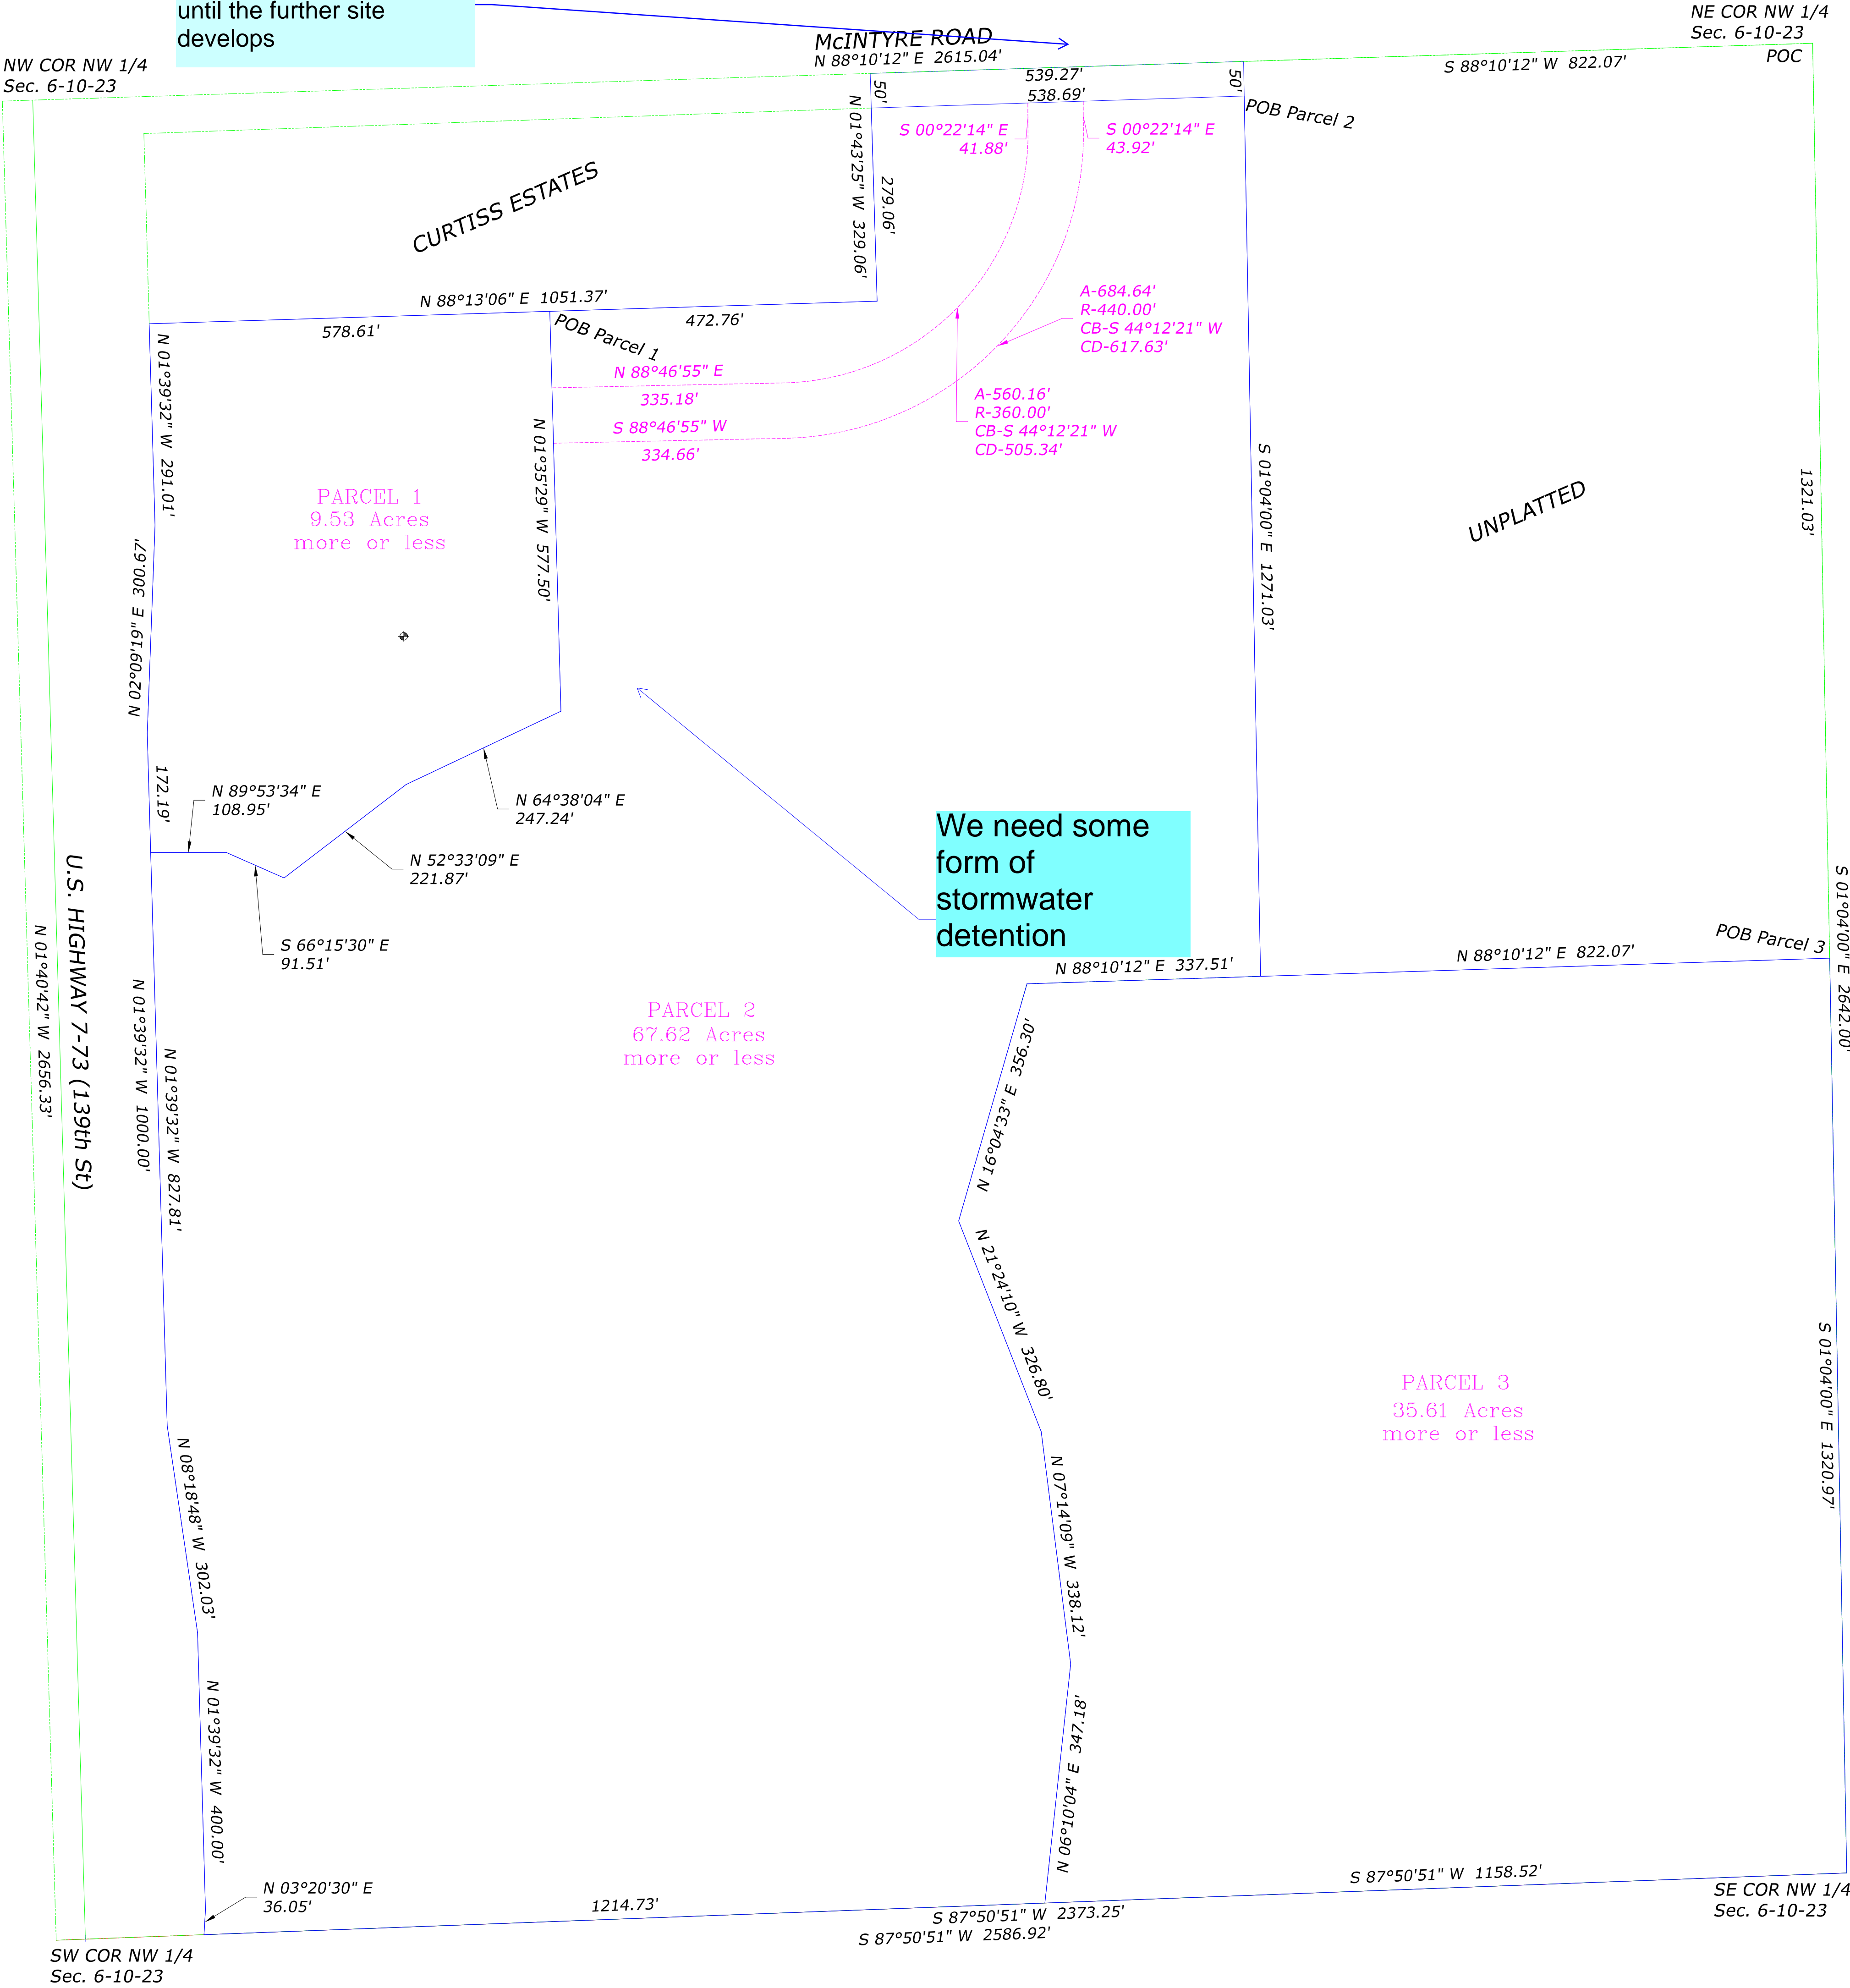 until the further site
develops
NE COR NW 1/4
Sec. 6-10-23
POC
NW COR NW 1/4
Sec. 6-10-23
McINTYRE ROAD
N 88°10'12" E 2615.04'
539.27'
538.69'
50'
50'
S 88°10'12" W 822.07'
POB Parcel 2
S 00°22'14" E
41.88'
S 00°22'14" E
43.92'
N 01°43'25" W 329.06'
279.06'
CURTISS ESTATES
N 88°13'06" E 1051.37'
578.61'
472.76'
POB Parcel 1
A-684.64'
R-440.00'
CB-S 44°12'21" W
CD-617.63'
N 88°46'55" E
335.18'
S 88°46'55" W
334.66'
A-560.16'
R-360.00'
CB-S 44°12'21" W
CD-505.34'
N 01°39'32" W 291.01'
N 01°35'29" W 577.50'
S 01°04'00" E 1271.03'
1321.03'
UNPLATTED
PARCEL 1
9.53 Acres
more or less
N 02°09'19" E 300.67'
172.19'
N 89°53'34" E
108.95'
N 64°38'04" E
247.24'
N 52°33'09" E
221.87'
S 66°15'30" E
91.51'
We need some
form of
stormwater
detention
S 01°04'00" E 2642.00'
POB Parcel 3
N 88°10'12" E 337.51'
N 88°10'12" E 822.07'
U.S. HIGHWAY 7-73 (139th St)
N 01°40'42" W 2656.33'
N 01°39'32" W 1000.00'
N 01°39'32" W 827.81'
PARCEL 2
67.62 Acres
more or less
N 16°04'33" E 356.30'
N 21°24'10" W 326.80'
PARCEL 3
35.61 Acres
more or less
S 01°04'00" E 1320.97'
N 08°18'48" W 302.03'
N 07°14'09" W 338.12'
N 01°39'32" W 400.00'
N 06°10'04" E 347.18'
N 03°20'30" E
36.05'
1214.73'
S 87°50'51" W 1158.52'
S 87°50'51" W 2373.25'
S 87°50'51" W 2586.92'
SE COR NW 1/4
Sec. 6-10-23
SW COR NW 1/4
Sec. 6-10-23